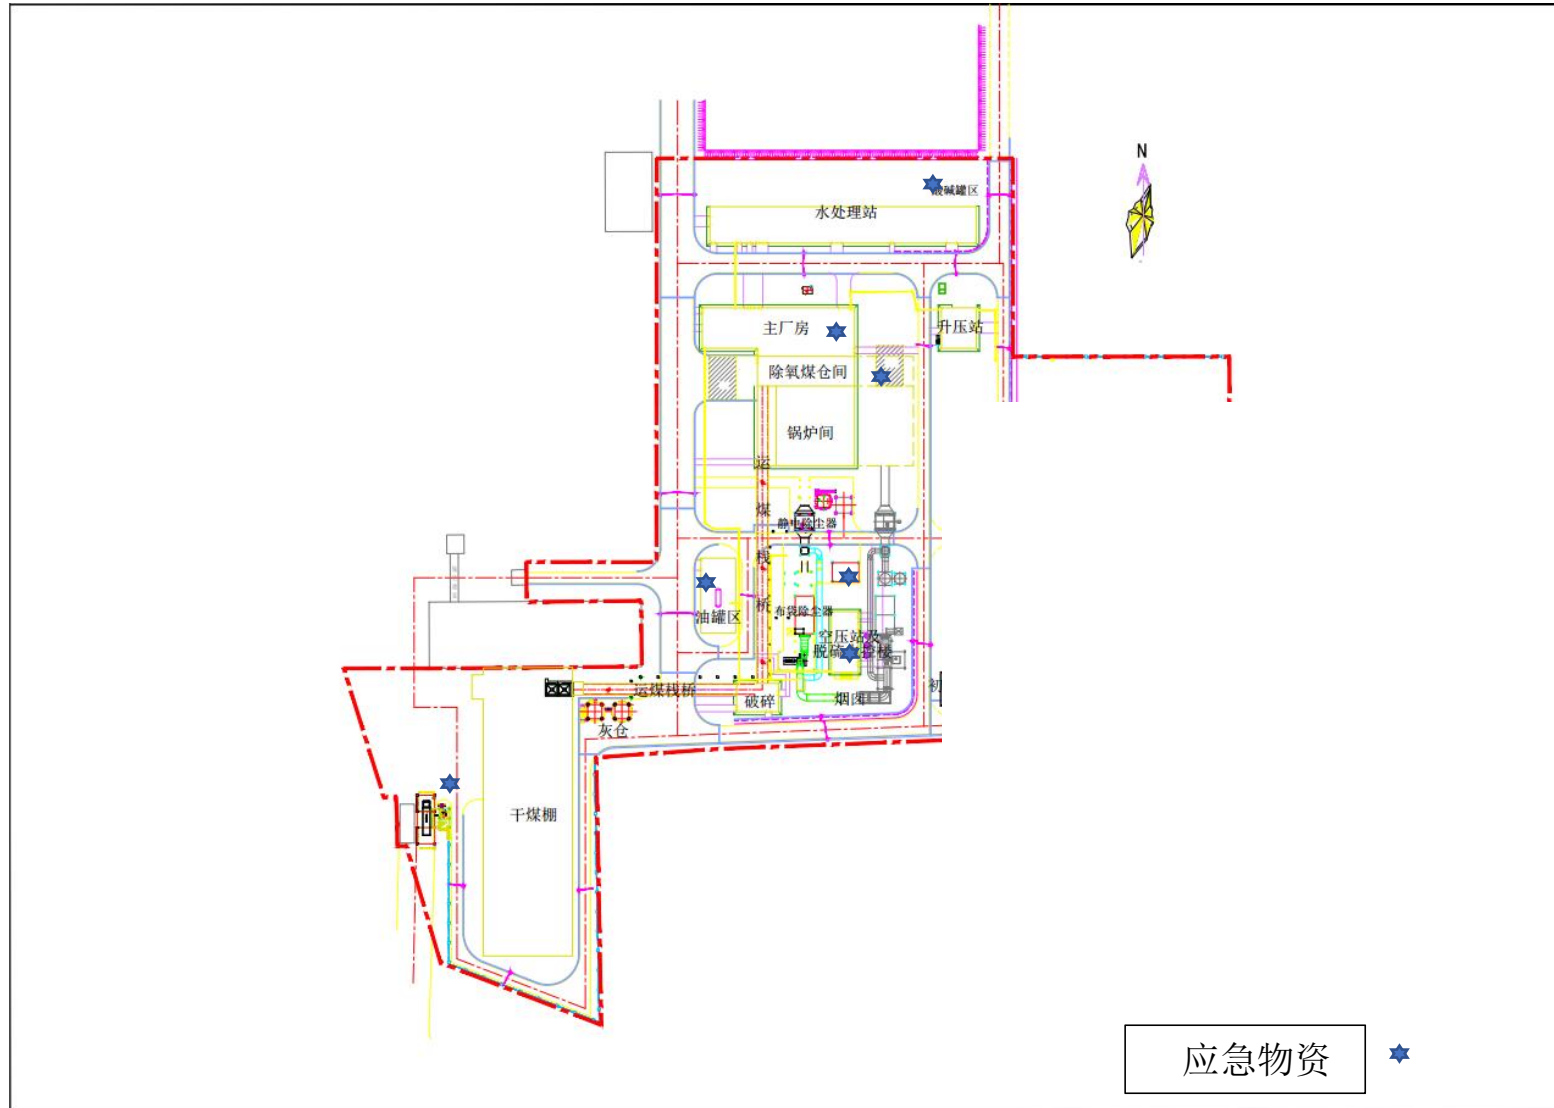 N
酸碱罐区
水处理站
主厂房
升压站
除氧煤仓间
锅炉间
运
煤
静电除尘器
栈
桥
布袋除尘器
油罐区
空压站及
脱硫
楼
运煤栈桥
破碎
烟囱
初
灰仓
干煤棚
应急物资